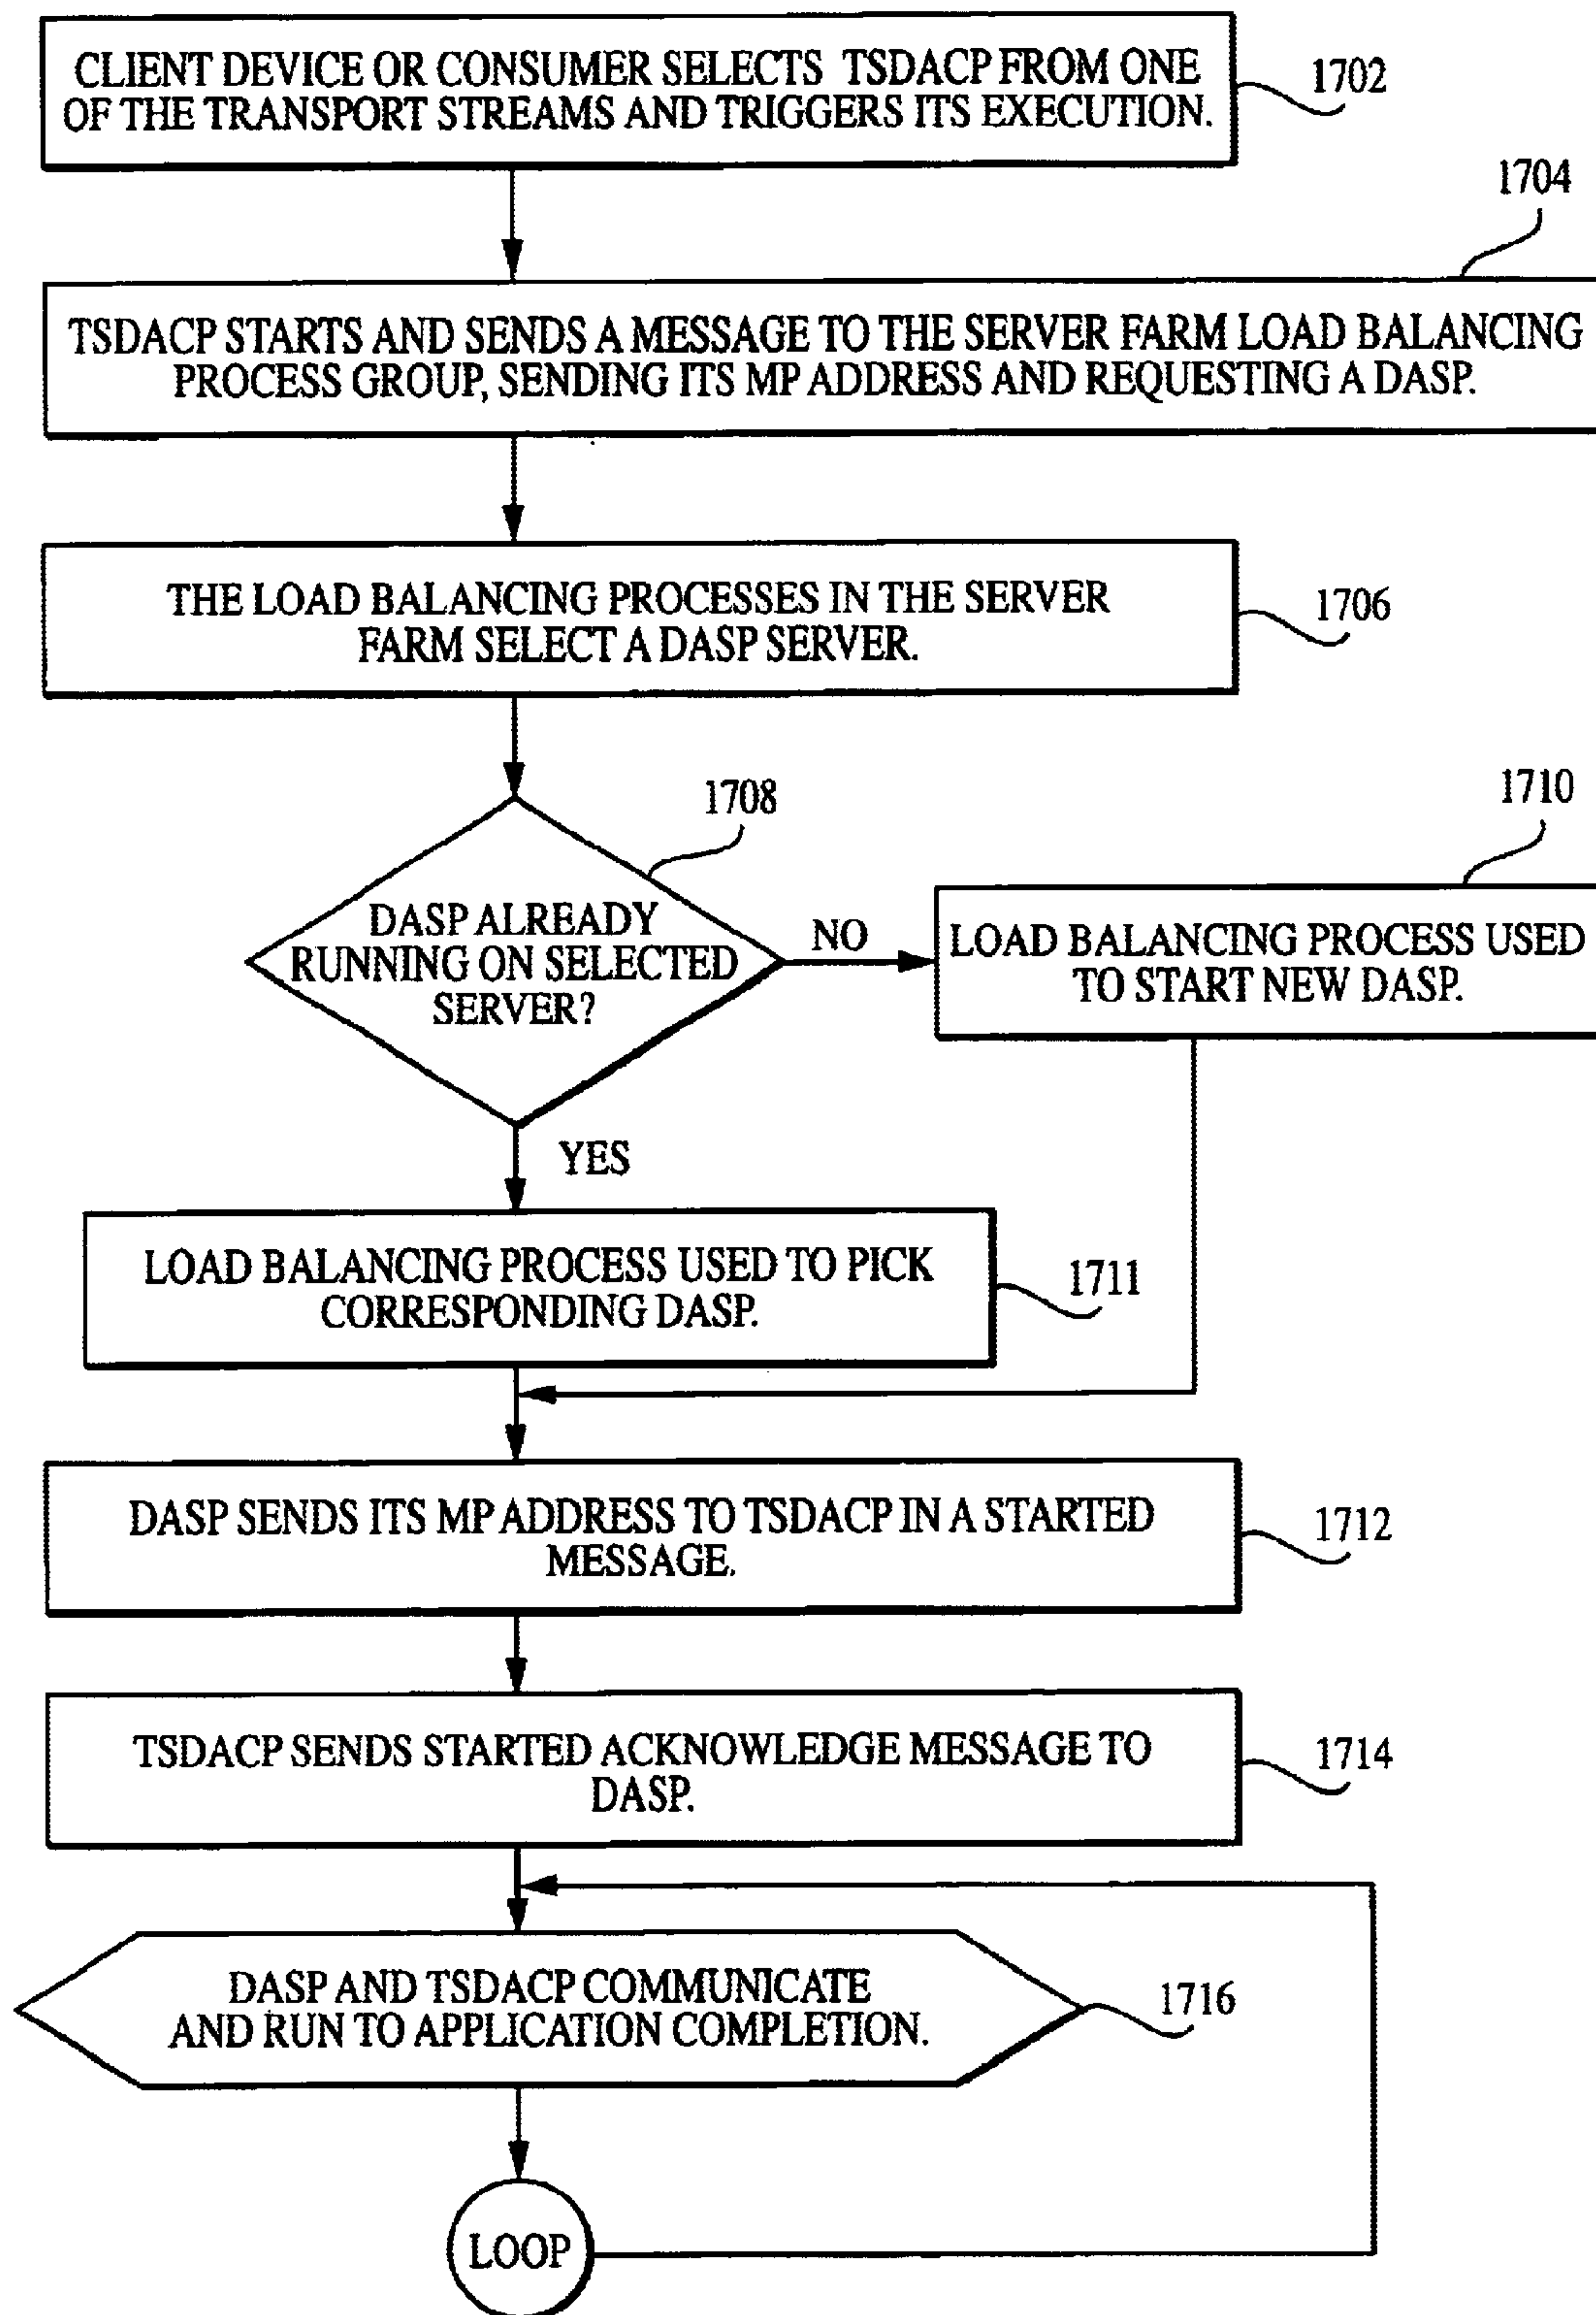 CLIENT DEVICE OR CONSUMER SELECTS TSDACP FROM ONE
OF THE TRANSPORT STREAMS AND TRIGGERS ITS EXECUTION.
1702
1704
TSDACP STARTS AND SENDS A MESSAGE TO THE SERVER FARM LOAD BALANCING
PROCESS GROUP, SENDING ITS MP ADDRESS AND REQUESTING A DASP.
THE LOAD BALANCING PROCESSES IN THE SERVER
FARM SELECT A DASP SERVER.
1706
1708
1710
DASP ALREADY
RUNNING ON SELECTED
SERVER?
NO
LOAD BALANCING PROCESS USED
TO START NEW DASP.
YES
LOAD BALANCING PROCESS USED TO PICK
CORRESPONDING DASP.
1711
DASP SENDS ITS MP ADDRESS TO TSDACP IN A STARTED
MESSAGE.
1712
TSDACP SENDS STARTED ACKNOWLEDGE MESSAGE TO
DASP.
1714
DASP AND TSDACP COMMUNICATE
AND RUN TO APPLICATION COMPLETION.
1716
LOOP